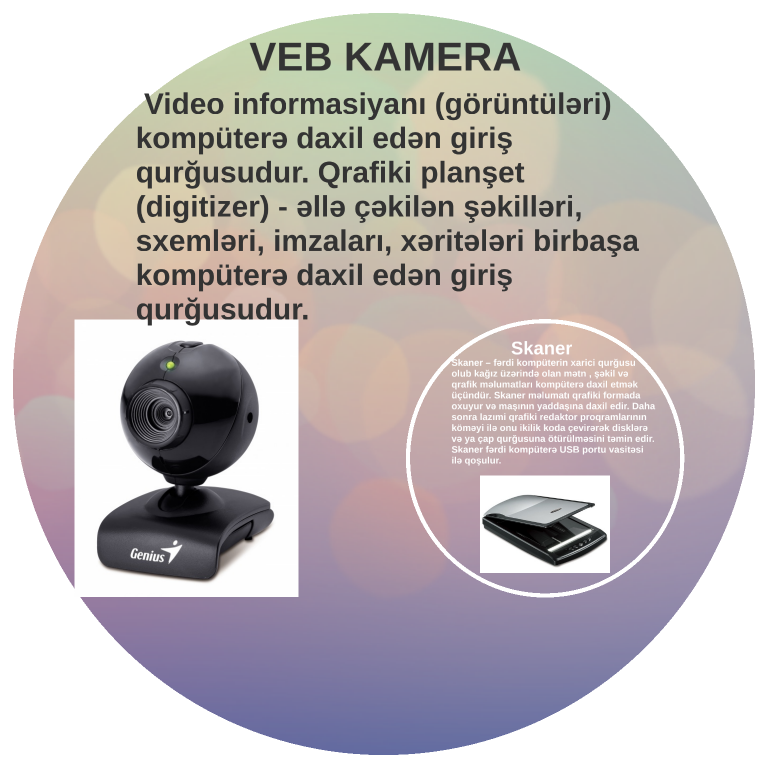 VEB KAMERA
Video informasiyanı (görüntüləri)
kompüterə daxil edən giriş
qurğusudur. Qrafiki planşet
(digitizer) - əllə çəkilən şəkilləri,
sxemləri, imzaları, xəritələri birbaşa
kompüterə daxil edən giriş
qurğusudur.
Genius
Skaner
Skaner – fərdi kompüterin xarici qurğusu
olub kağız üzərində olan mətn , şəkil və
qrafik məlumatları kompüterə daxil etmək
üçündür. Skaner məlumatı qrafiki formada
oxuyur və maşının yaddaşına daxil edir. Daha
sonra lazımi qrafiki redaktor proqramlarının
köməyi ilə onu ikilik koda çevirərək disklərə
və ya çap qurğusuna ötürülməsini təmin edir.
Skaner fərdi kompüterə USB portu vasitəsi
ilə qoşulur.